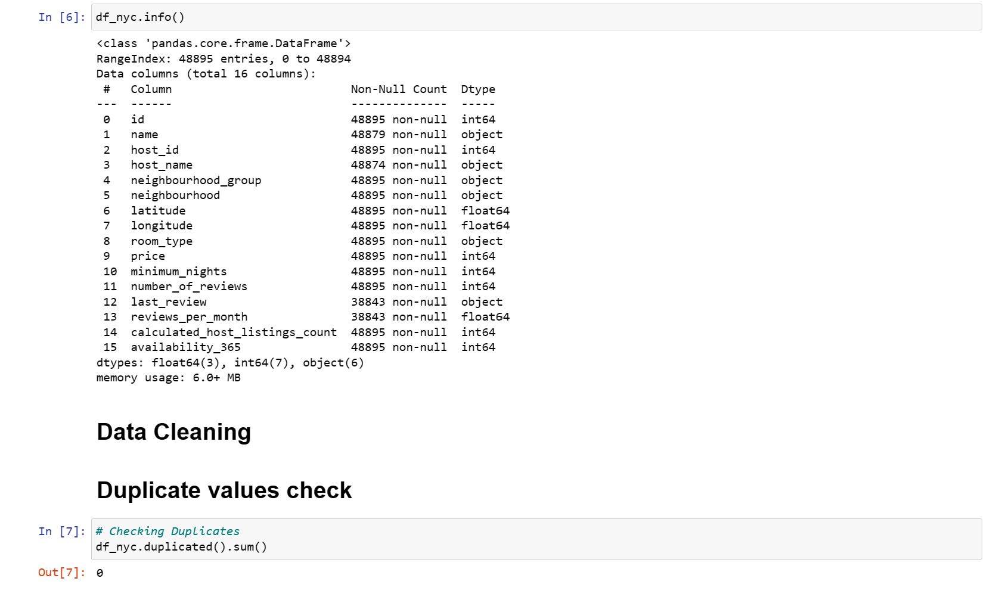 In [6]: df_nyc.info()
<class 'pandas.core.frame.DataFrame'>
RangeIndex: 48895 entries, 0 to 48894
Data columns (total 16 columns):
 #   Column                          Non-Null Count  Dtype
---  ------                          --------------  -----
 0   id                              48895 non-null  int64
 1   name                            48879 non-null  object
 2   host_id                         48895 non-null  int64
 3   host_name                       48874 non-null  object
 4   neighbourhood_group             48895 non-null  object
 5   neighbourhood                   48895 non-null  object
 6   latitude                        48895 non-null  float64
 7   longitude                       48895 non-null  float64
 8   room_type                       48895 non-null  object
 9   price                           48895 non-null  int64
 10  minimum_nights                  48895 non-null  int64
 11  number_of_reviews               48895 non-null  int64
 12  last_review                     38843 non-null  object
 13  reviews_per_month               38843 non-null  float64
 14  calculated_host_listings_count  48895 non-null  int64
 15  availability_365                48895 non-null  int64
dtypes: float64(3), int64(7), object(6)
memory usage: 6.0+ MB
Data Cleaning
Duplicate values check
In [7]: # Checking Duplicates
df_nyc.duplicated().sum()
Out[7]: 0